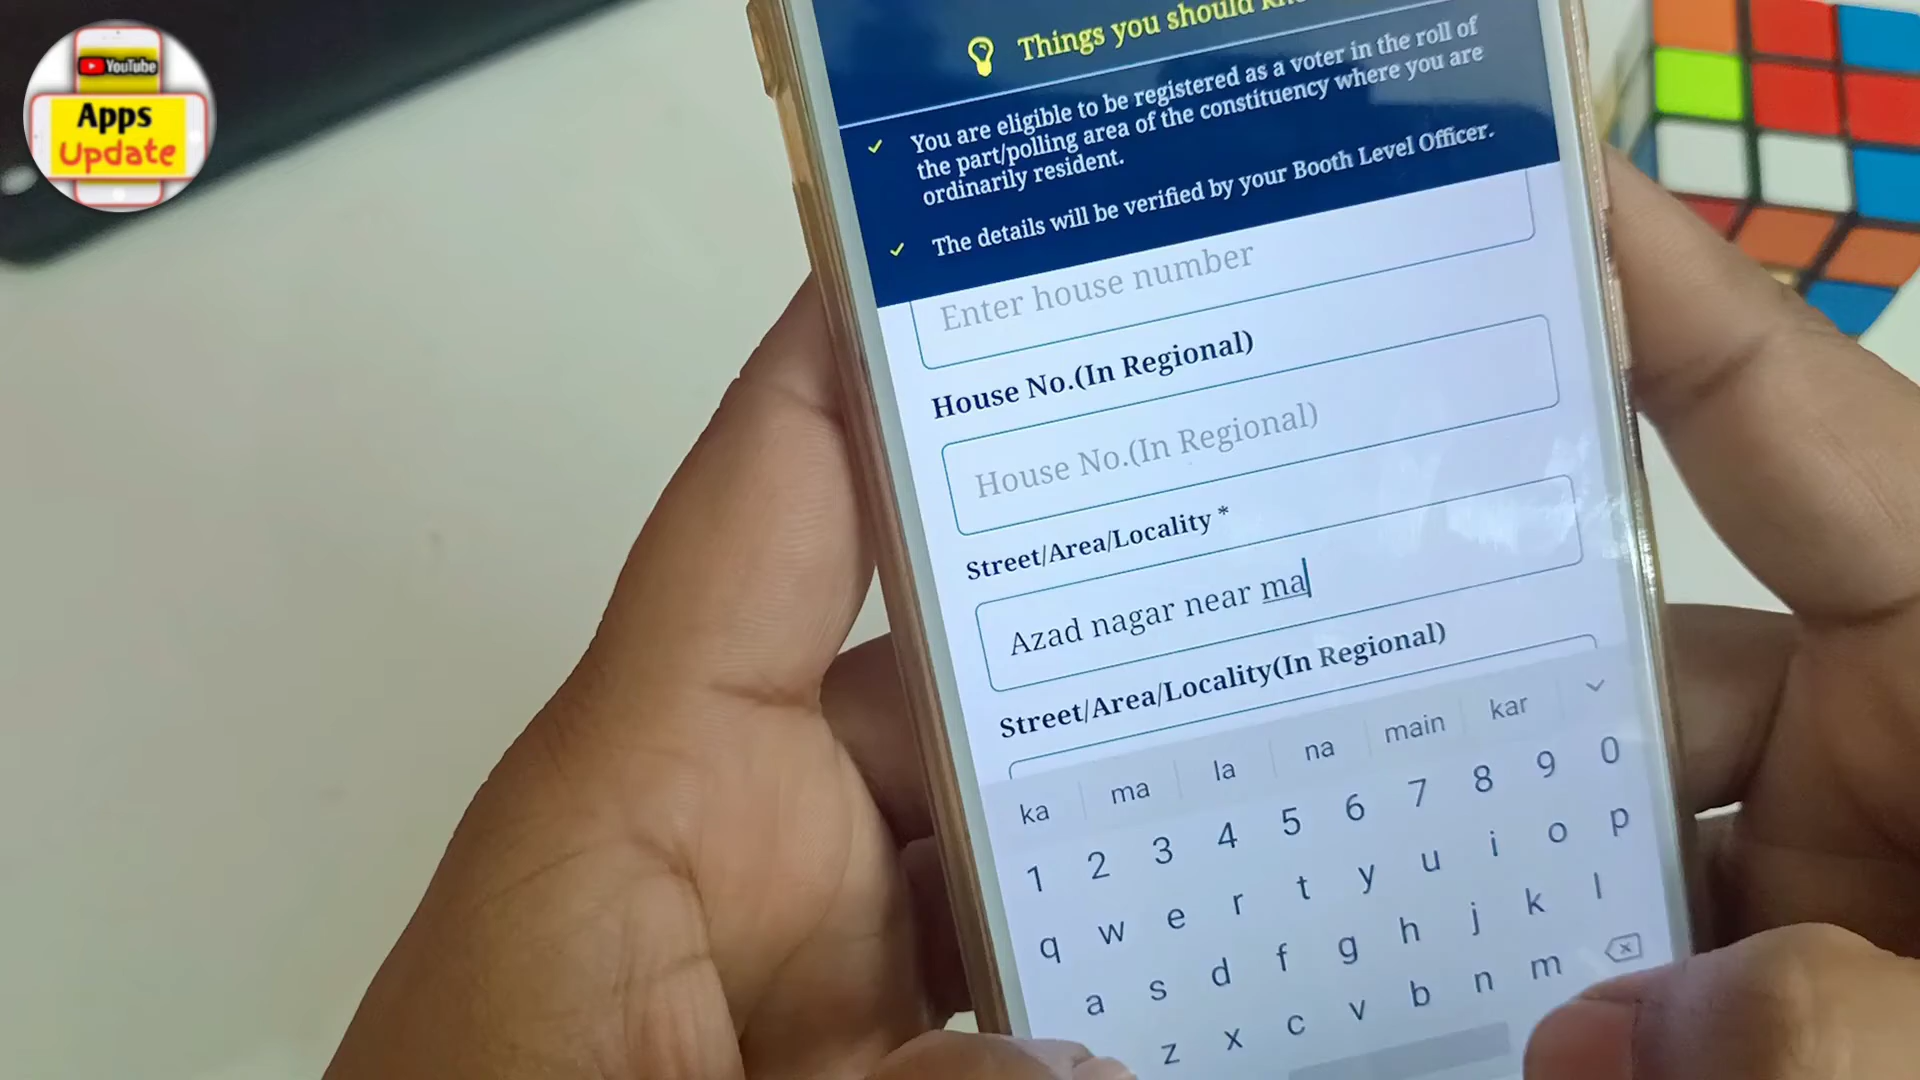 YouTube
Apps
Update
Things you should
You are eligible to be registered as a voter in the roll of
the part/polling area of the constituency where you are
ordinarily resident.
The details will be verified by your Booth Level Officer.
Enter house number
House No.(In Regional)
House No.(In Regional)
Street/Area/Locality *
Azad nagar near ma
Street/Area/Locality(In Regional)
ka ma la na main kar
1 2 3 4 5 6 7 8 9 0
q w e r t y u i o p
a s d f g h j k l
z x c v b n m